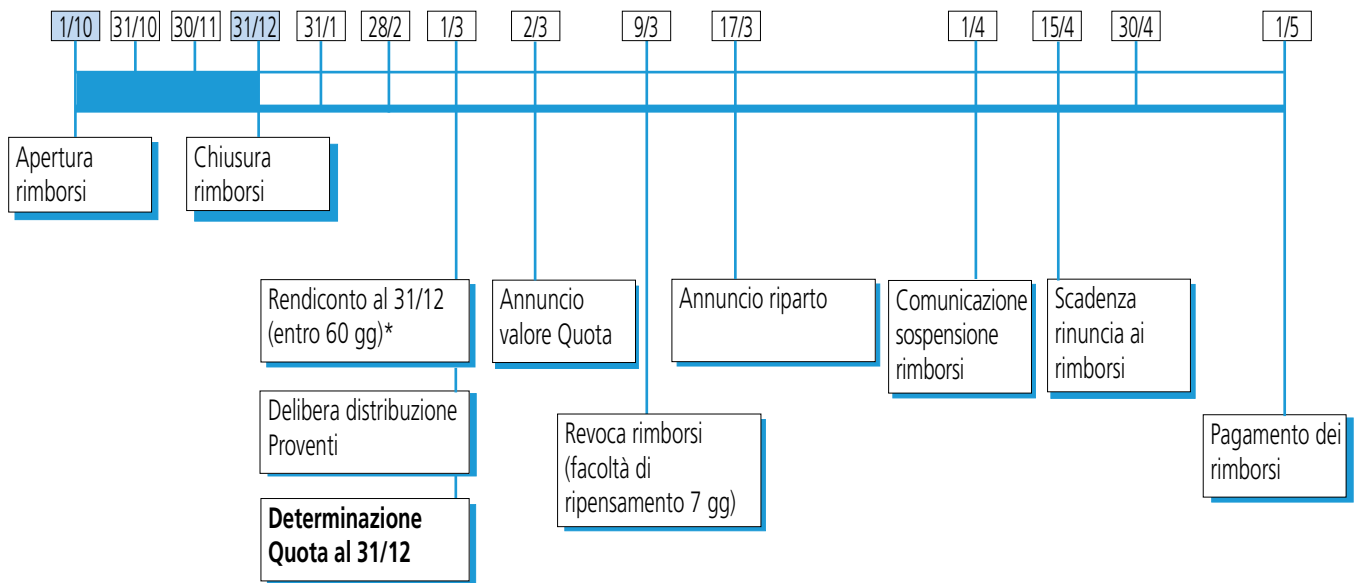 1/10 31/10 30/11 31/12 31/1 28/2 1/3 2/3 9/3 17/3 1/4 15/4 30/4 1/5
Apertura
rimborsi
Chiusura
rimborsi
Rendiconto al 31/12
(entro 60 gg)*
Delibera distribuzione
Proventi
Determinazione
Quota al 31/12
Annuncio
valore Quota
Revoca rimborsi
(facoltà di
ripensamento 7 gg)
Annuncio riparto
Comunicazione
sospensione
rimborsi
Scadenza
rinuncia ai
rimborsi
Pagamento dei
rimborsi